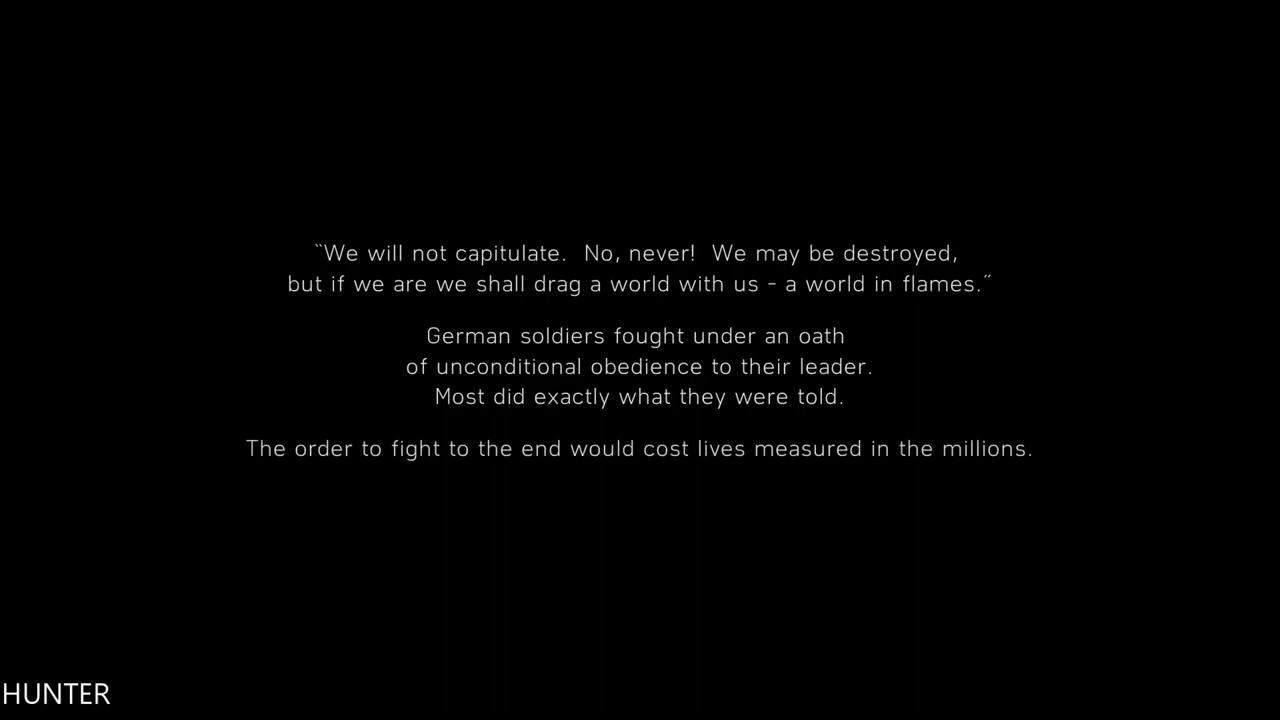 “We will not capitulate. No, never! We may be destroyed,
but if we are we shall drag a world with us - a world in flames.”
German soldiers fought under an oath
of unconditional obedience to their leader.
Most did exactly what they were told.
The order to fight to the end would cost lives measured in the millions.
HUNTER